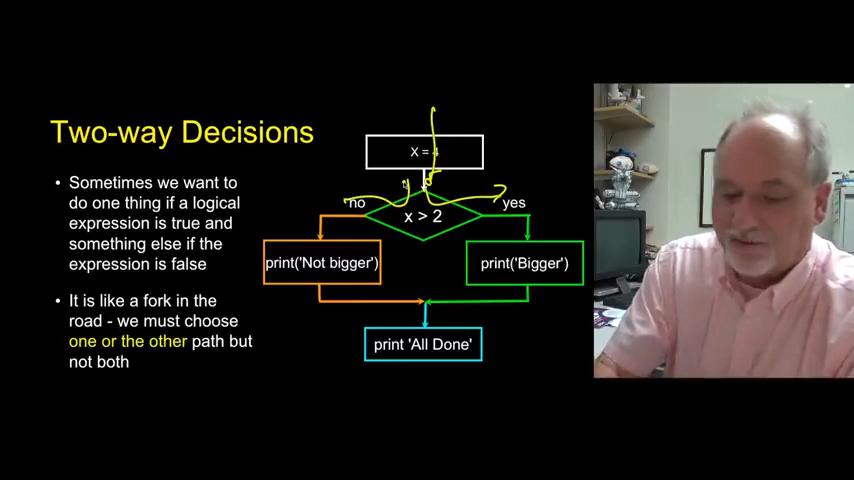 Two-way Decisions
• Sometimes we want to
do one thing if a logical
expression is true and
something else if the
expression is false
• It is like a fork in the
road - we must choose
one or the other path but
not both
X = 4
no
x > 2
yes
print('Not bigger')
print('Bigger')
print 'All Done'